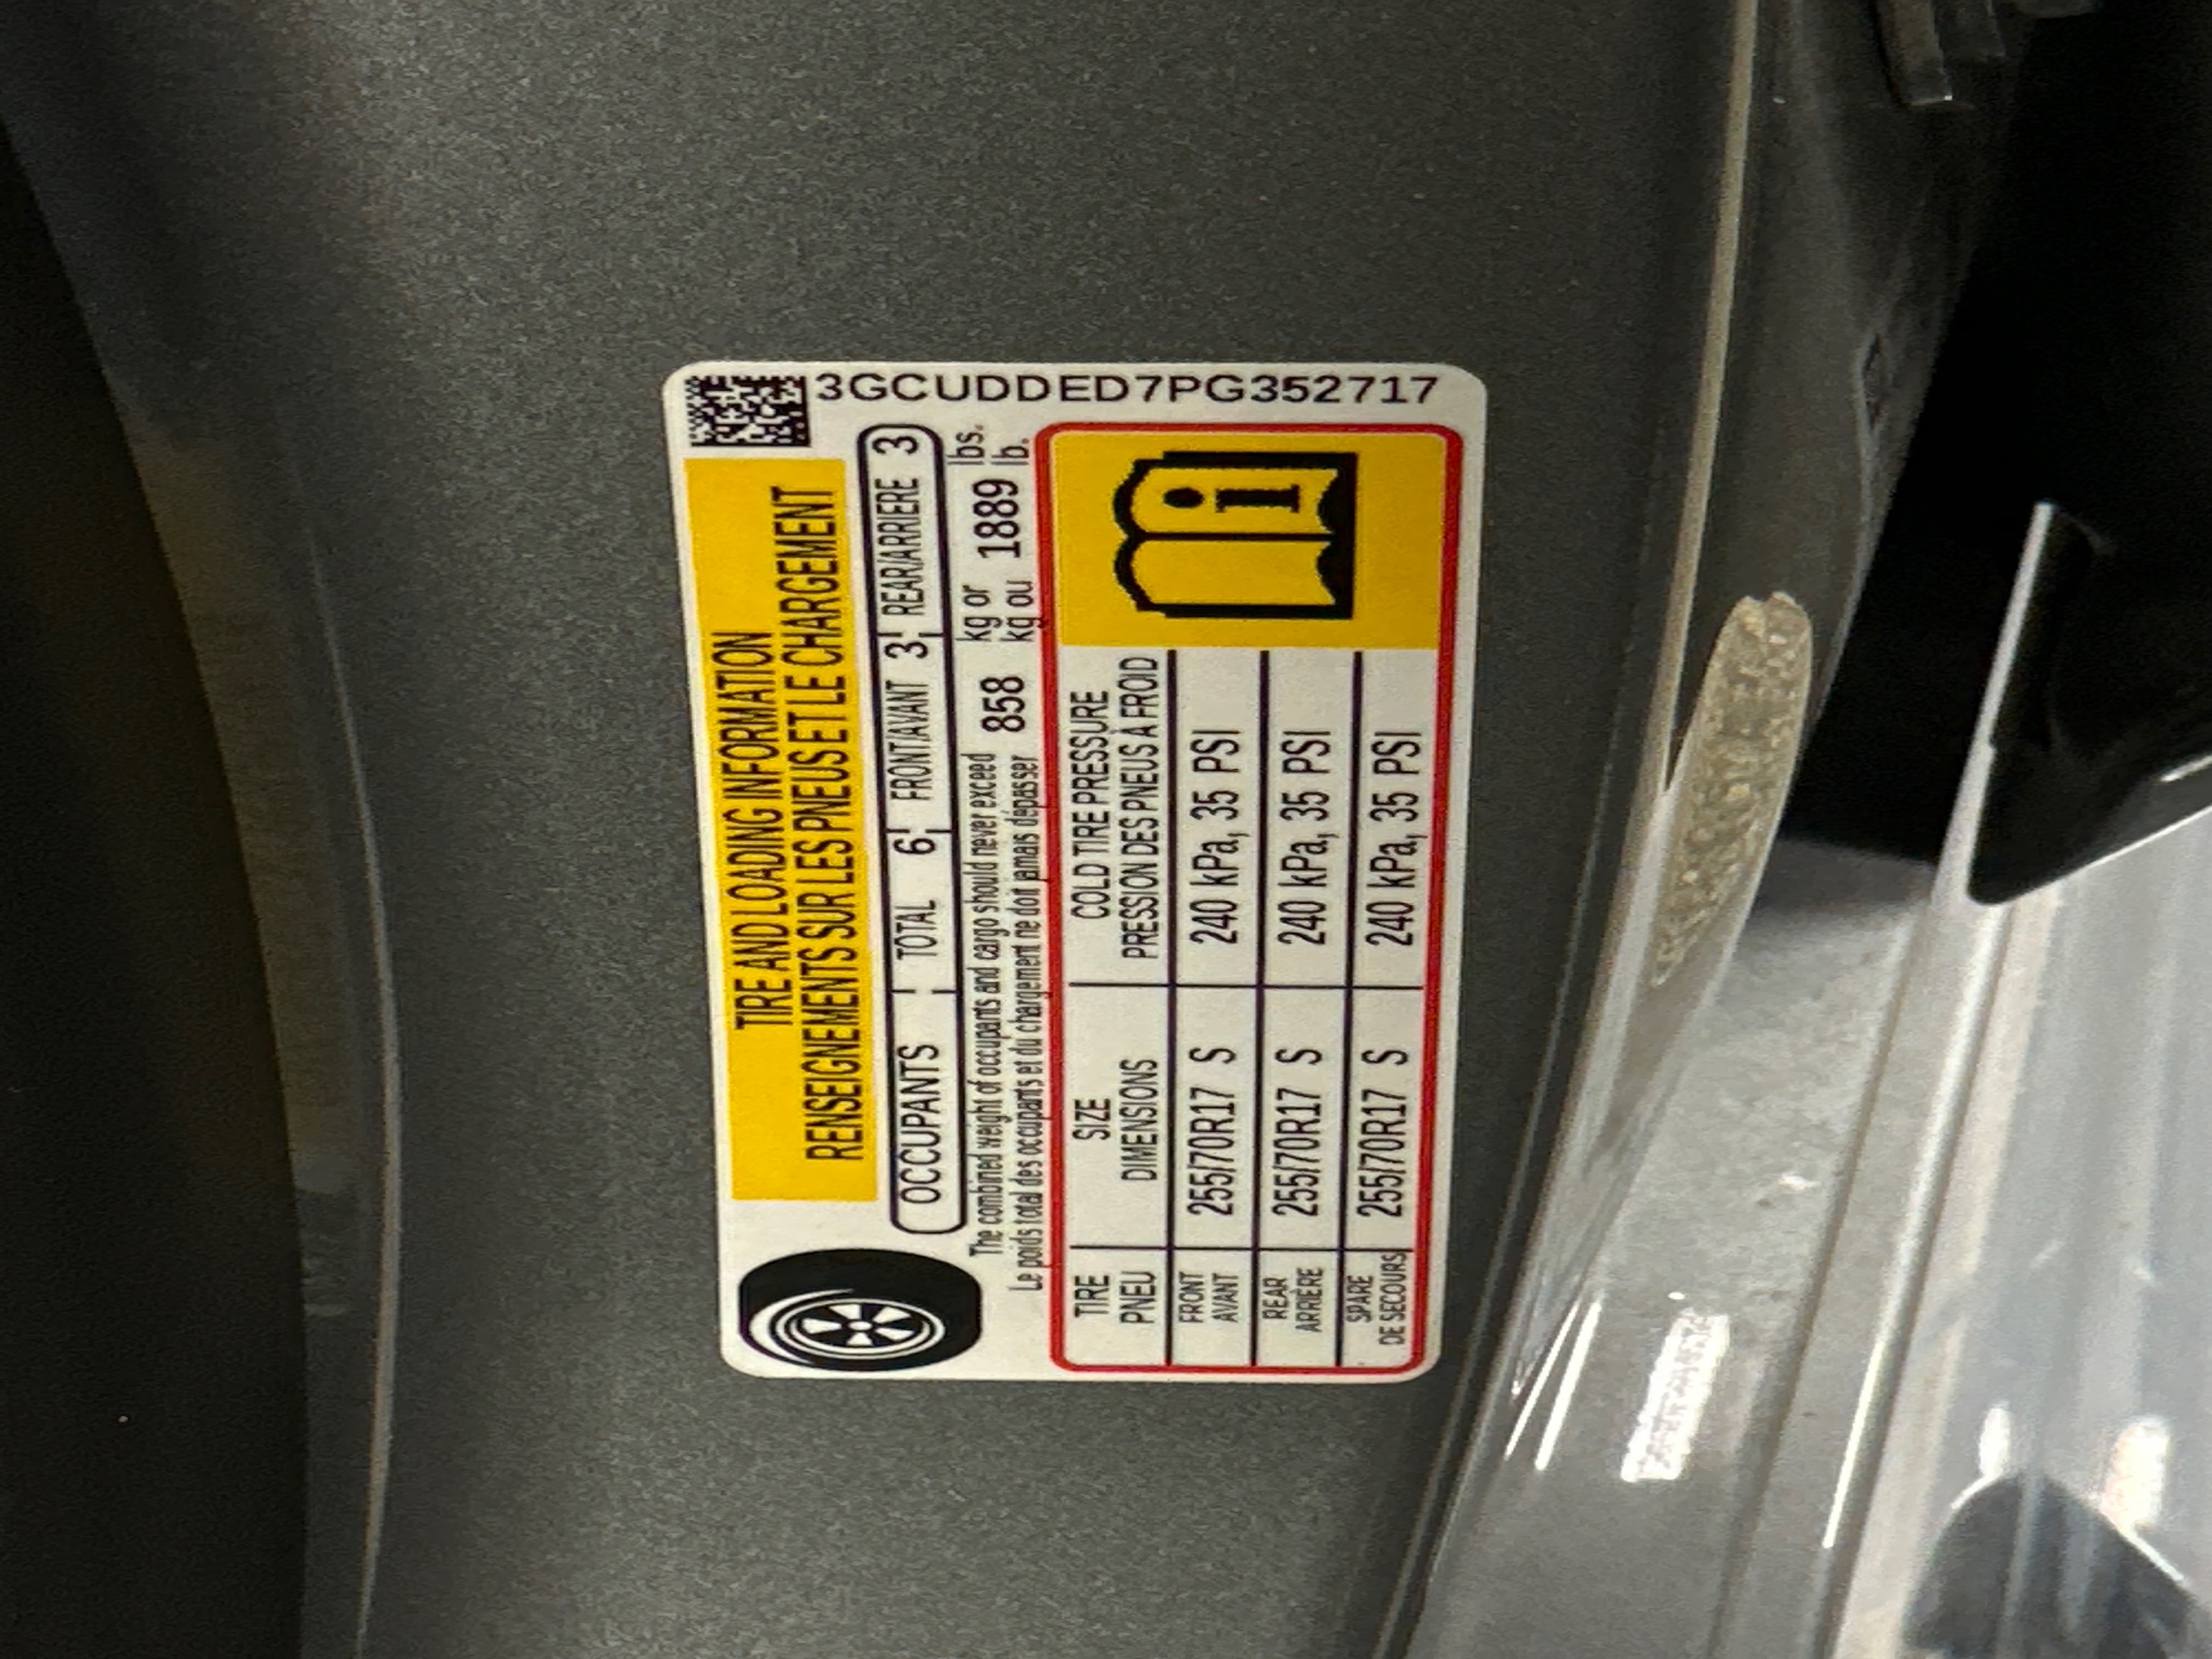 3GCUDDED7PG352717
TIRE AND LOADING INFORMATION
RENSEIGNEMENTS SUR LES PNEUS ET LE CHARGEMENT
OCCUPANTS TOTAL 6 FRONT/AVANT 3 REAR/ARRIERE 3
The combined weight of occupants and cargo should never exceed 858 kg or 1889 lbs.
Le poids total des occupants et du chargement ne doit jamais dépasser 858 kg ou 1889 lb.
TIRE SIZE COLD TIRE PRESSURE
PNEU DIMENSIONS PRESSION DES PNEUS À FROID
FRONT
AVANT 255/70R17 S 240 kPa, 35 PSI
REAR
ARRIÈRE 255/70R17 S 240 kPa, 35 PSI
SPARE
DE SECOURS 255/70R17 S 240 kPa, 35 PSI
i